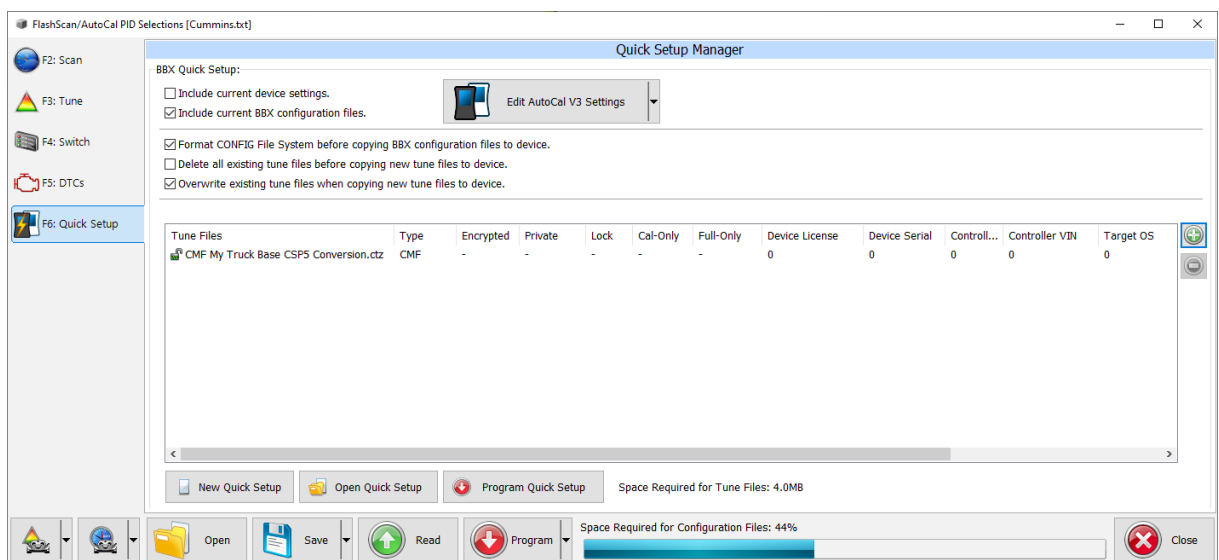 FlashScan/AutoCal PID Selections [Cummins.txt]
F2: Scan
F3: Tune
F4: Switch
F5: DTCs
F6: Quick Setup
Quick Setup Manager
BBX Quick Setup:
Include current device settings.
Include current BBX configuration files.
Edit AutoCal V3 Settings
Format CONFIG File System before copying BBX configuration files to device.
Delete all existing tune files before copying new tune files to device.
Overwrite existing tune files when copying new tune files to device.
Tune Files Type Encrypted Private Lock Cal-Only Full-Only Device License Device Serial Controll... Controller VIN Target OS
CMF My Truck Base CSP5 Conversion.ctz CMF - - - - - 0 0 0 0 0
New Quick Setup Open Quick Setup Program Quick Setup Space Required for Tune Files: 4.0MB
Open Save Read Program Space Required for Configuration Files: 44% Close